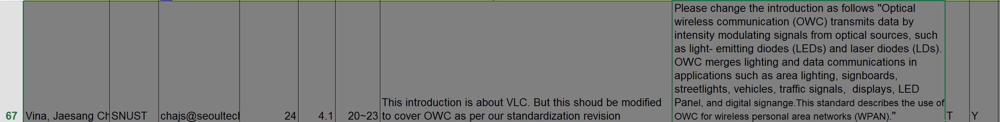 Please change the introduction as follows "Optical
wireless communication (OWC) transmits data by
intensity modulating signals from optical sources, such
as light- emitting diodes (LEDs) and laser diodes (LDs).
OWC merges lighting and data communications in
applications such as area lighting, signboards,
streetlights, vehicles, traffic signals,  displays, LED
Panel, and digital signange.This standard describes the use of
OWC for wireless personal area networks (WPAN)."
This introduction is about VLC. But this shoud be modified
to cover OWC as per our standardization revision
67 Vina, Jaesang Ch SNUST chajs@seoultech 24 4.1 20~23
T Y